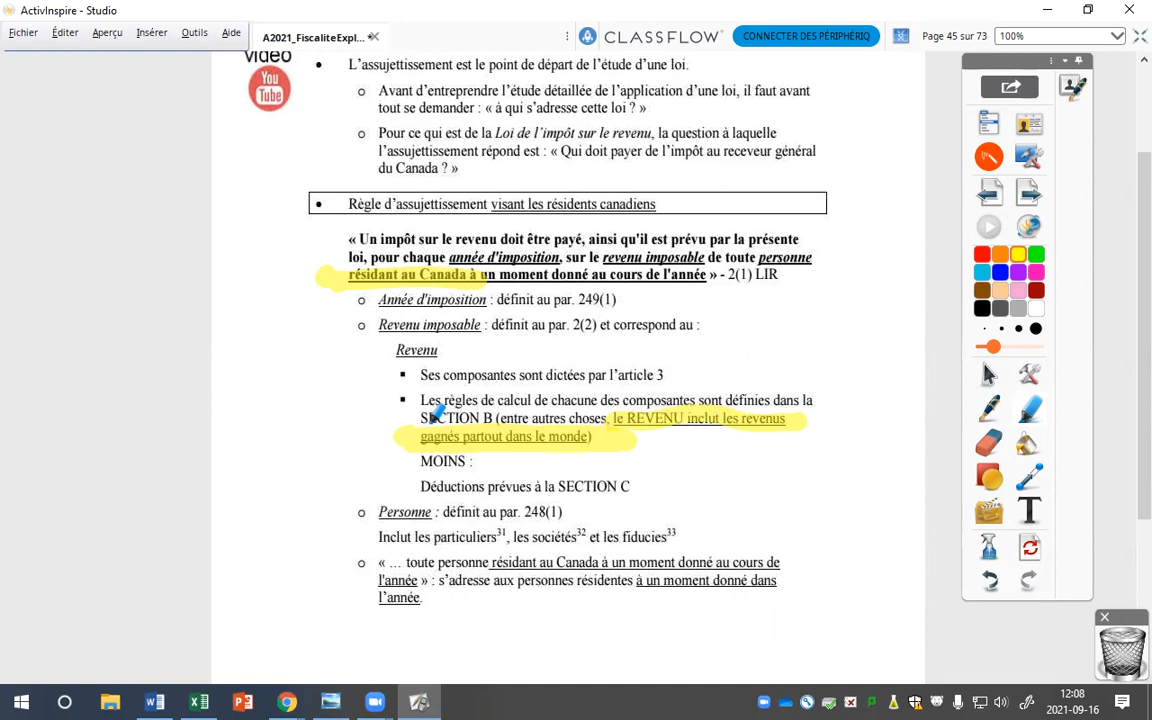 ActivInspire - Studio
Fichier Éditer Aperçu Insérer Outils Aide
A2021_FiscaliteExpl...
CLASSFLOW
CONNECTER DES PÉRIPHÉRIQ
Page 45 sur 73
100%
video
You
Tube
• L'assujettissement est le point de départ de l'étude d'une loi.
o Avant d'entreprendre l'étude détaillée de l'application d'une loi, il faut avant
tout se demander : « à qui s'adresse cette loi ? »
o Pour ce qui est de la Loi de l'impôt sur le revenu, la question à laquelle
l'assujettissement répond est : « Qui doit payer de l'impôt au receveur général
du Canada ? »
• Règle d'assujettissement visant les résidents canadiens
« Un impôt sur le revenu doit être payé, ainsi qu'il est prévu par la présente
loi, pour chaque année d'imposition, sur le revenu imposable de toute personne
résidant au Canada à un moment donné au cours de l'année » - 2(1) LIR
o Année d'imposition : définit au par. 249(1)
o Revenu imposable : définit au par. 2(2) et correspond au :
Revenu
▪ Ses composantes sont dictées par l'article 3
▪ Les règles de calcul de chacune des composantes sont définies dans la
SECTION B (entre autres choses, le REVENU inclut les revenus
gagnés partout dans le monde)
MOINS :
Déductions prévues à la SECTION C
o Personne : définit au par. 248(1)
Inclut les particuliers31, les sociétés32 et les fiducies33
o « … toute personne résidant au Canada à un moment donné au cours de
l'année » : s'adresse aux personnes résidentes à un moment donné dans
l'année.
12:08
2021-09-16